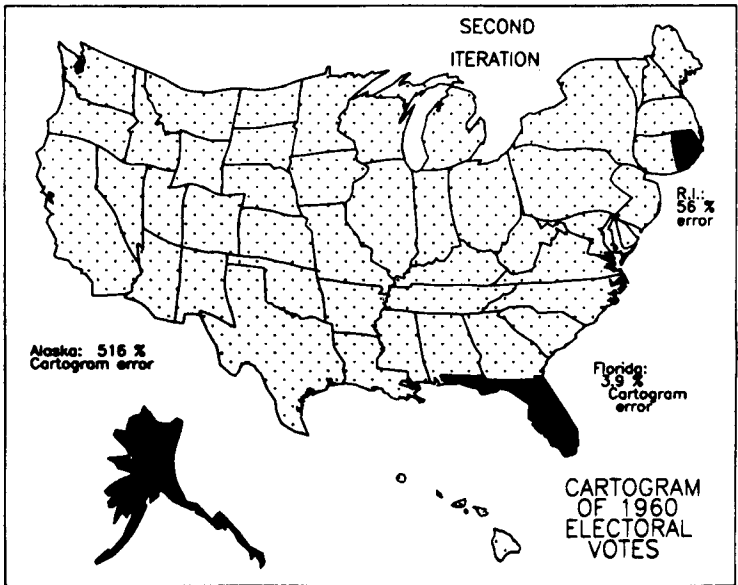 SECOND
ITERATION
R.I.:
56 %
error
Alaska: 516 %
Cartogram error
Florida:
3.9 %
Cartogram
error
CARTOGRAM
OF 1960
ELECTORAL
VOTES